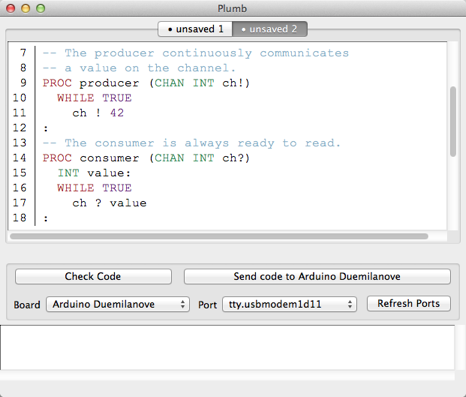 Plumb
• unsaved 1 • unsaved 2
7 -- The producer continuously communicates
8 -- a value on the channel.
9 PROC producer (CHAN INT ch!)
10 WHILE TRUE
11 ch ! 42
12 :
13 -- The consumer is always ready to read.
14 PROC consumer (CHAN INT ch?)
15 INT value:
16 WHILE TRUE
17 ch ? value
18 :
Check Code Send code to Arduino Duemilanove
Board Arduino Duemilanove Port tty.usbmodem1d11 Refresh Ports